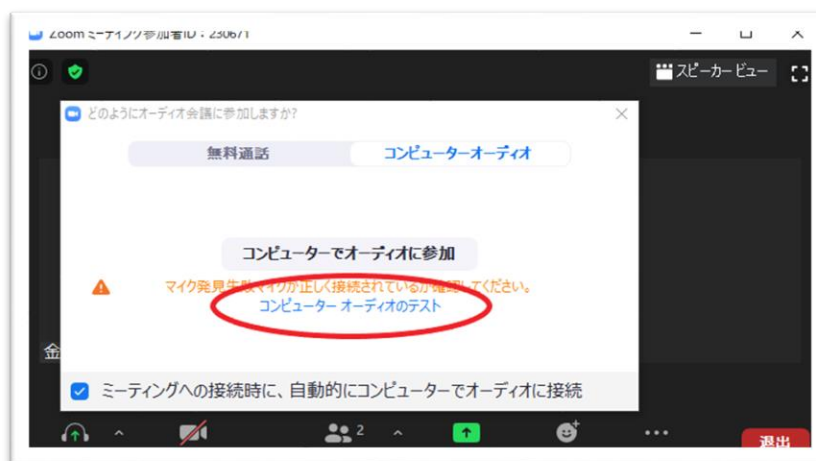 Zoom ミーティング参加者ID：230671
スピーカー ビュー
どのようにオーディオ会議に参加しますか?
無料通話 コンピューターオーディオ
コンピューターでオーディオに参加
マイク発見失敗マイクが正しく接続されているか確認してください。
コンピューター オーディオのテスト
金
ミーティングへの接続時に、自動的にコンピューターでオーディオに接続
2
退出